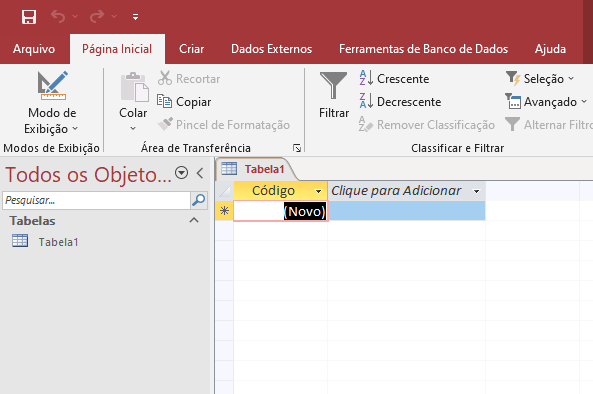 Arquivo Página Inicial Criar Dados Externos Ferramentas de Banco de Dados Ajuda
Modo de Exibição
Modos de Exibição
Colar
Recortar
Copiar
Pincel de Formatação
Área de Transferência
Filtrar
Crescente
Decrescente
Remover Classificação
Seleção
Avançado
Alternar Filtro
Classificar e Filtrar
Todos os Objeto...
Pesquisar...
Tabelas
Tabela1
Tabela1
Código Clique para Adicionar
(Novo)